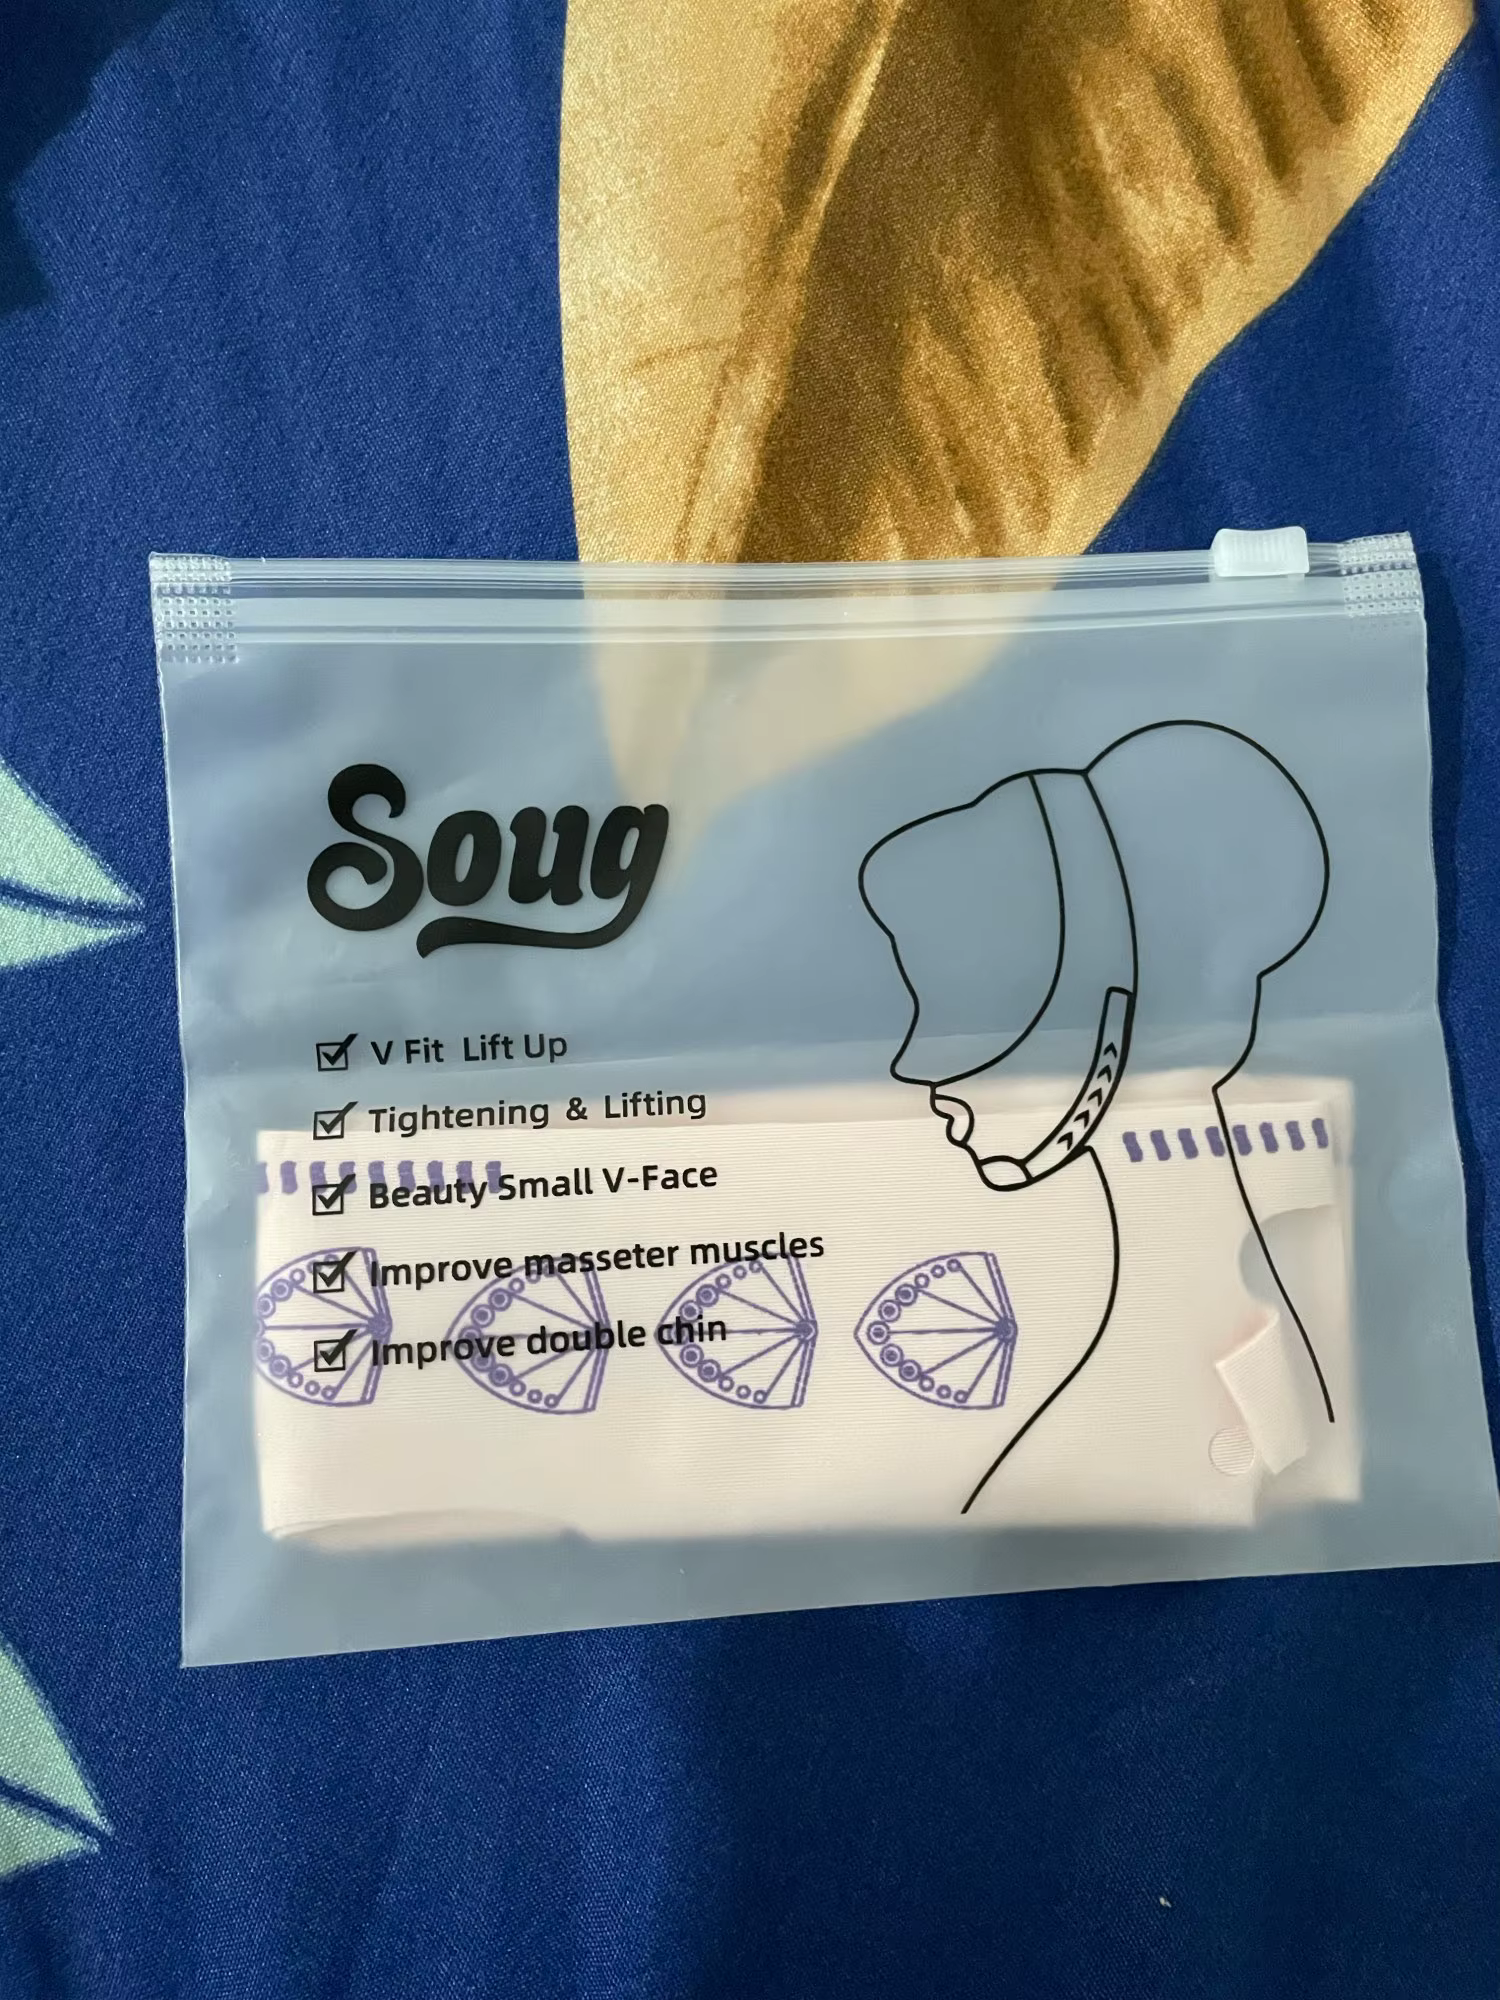 Soug
V Fit Lift Up
Tightening & Lifting
Beauty Small V-Face
Improve masseter muscles
Improve double chin